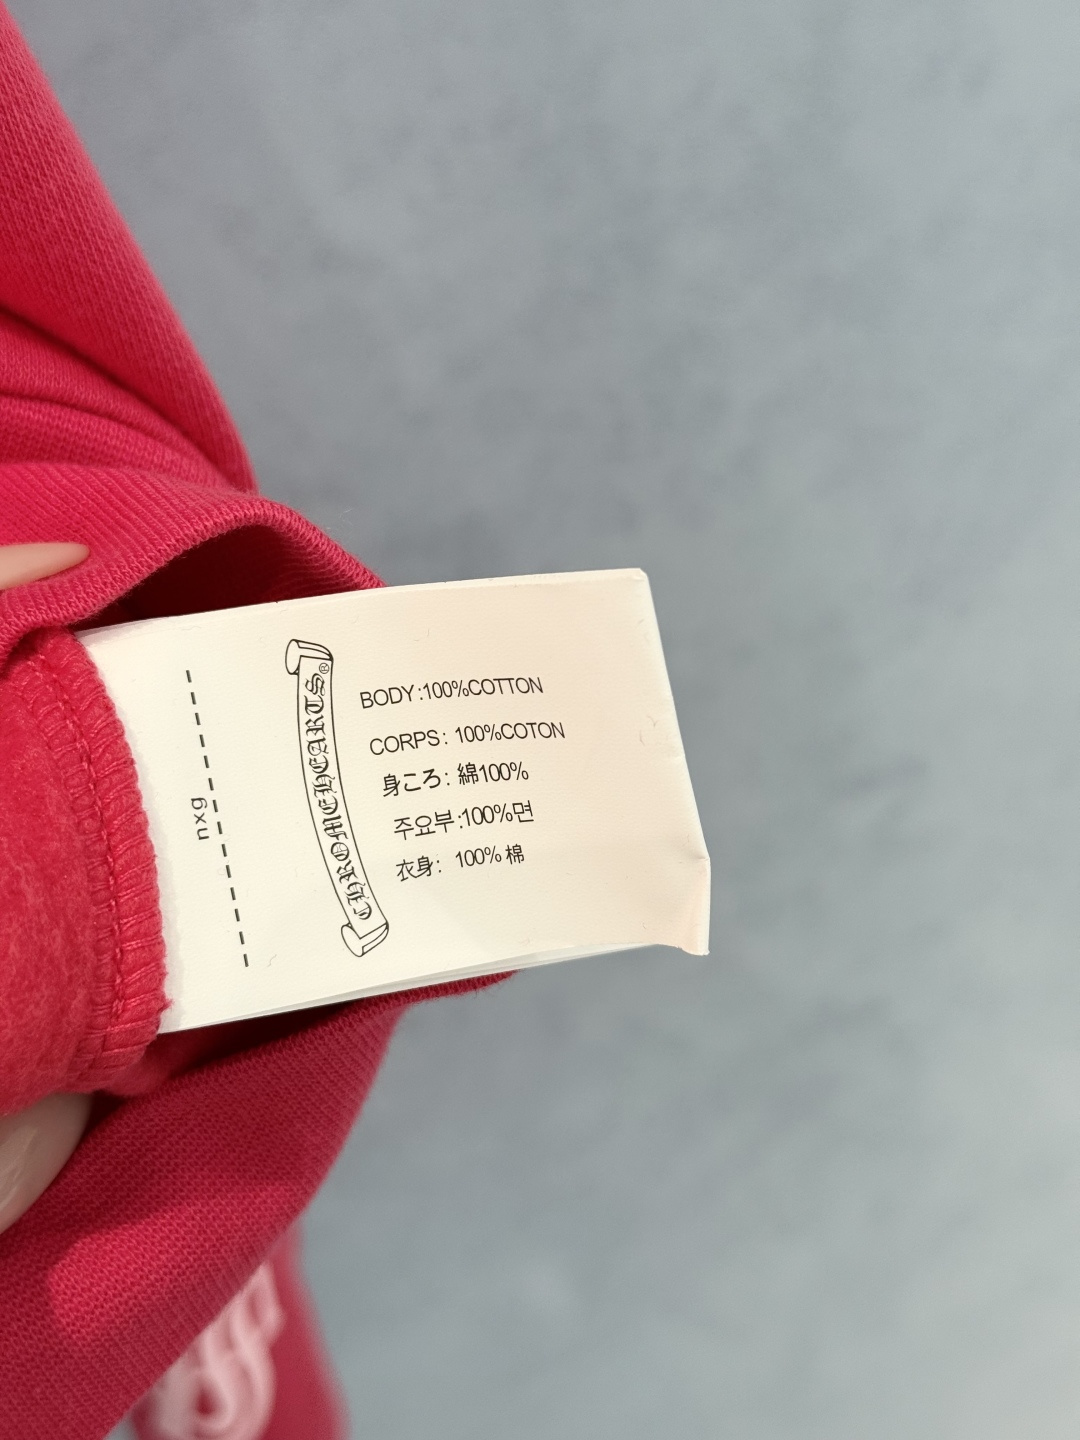 nxg
CHROME HEARTS®
BODY:100%COTTON
CORPS: 100%COTON
身ころ: 綿100%
주요부:100%면
衣身: 100% 棉